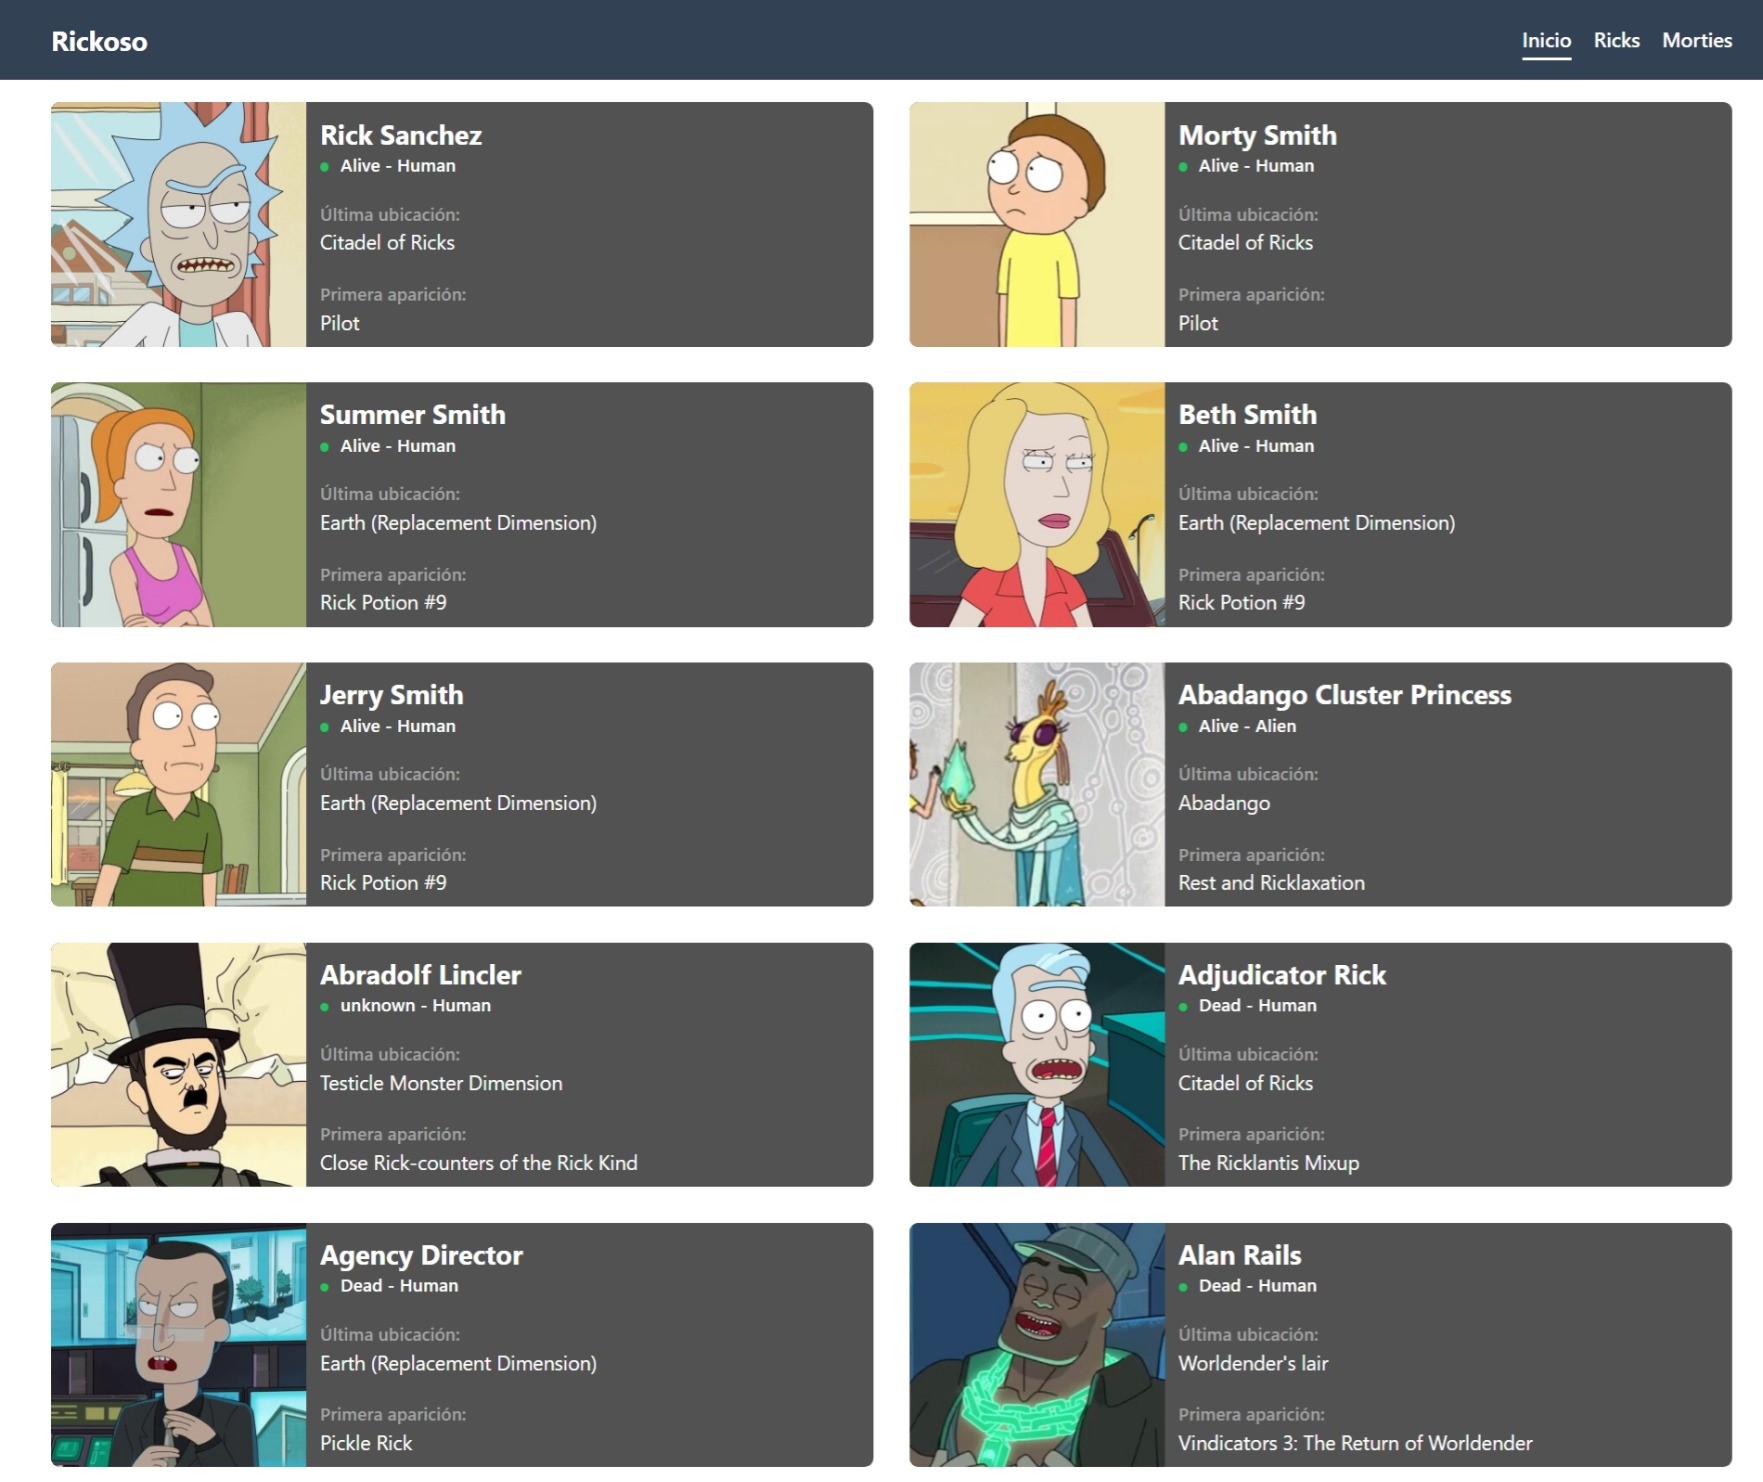 Rickoso
Inicio Ricks Morties
Rick Sanchez
Alive - Human
Última ubicación:
Citadel of Ricks
Primera aparición:
Pilot
Morty Smith
Alive - Human
Última ubicación:
Citadel of Ricks
Primera aparición:
Pilot
Summer Smith
Alive - Human
Última ubicación:
Earth (Replacement Dimension)
Primera aparición:
Rick Potion #9
Beth Smith
Alive - Human
Última ubicación:
Earth (Replacement Dimension)
Primera aparición:
Rick Potion #9
Jerry Smith
Alive - Human
Última ubicación:
Earth (Replacement Dimension)
Primera aparición:
Rick Potion #9
Abadango Cluster Princess
Alive - Alien
Última ubicación:
Abadango
Primera aparición:
Rest and Ricklaxation
Abradolf Lincler
unknown - Human
Última ubicación:
Testicle Monster Dimension
Primera aparición:
Close Rick-counters of the Rick Kind
Adjudicator Rick
Dead - Human
Última ubicación:
Citadel of Ricks
Primera aparición:
The Ricklantis Mixup
Agency Director
Dead - Human
Última ubicación:
Earth (Replacement Dimension)
Primera aparición:
Pickle Rick
Alan Rails
Dead - Human
Última ubicación:
Worldender's lair
Primera aparición:
Vindicators 3: The Return of Worldender